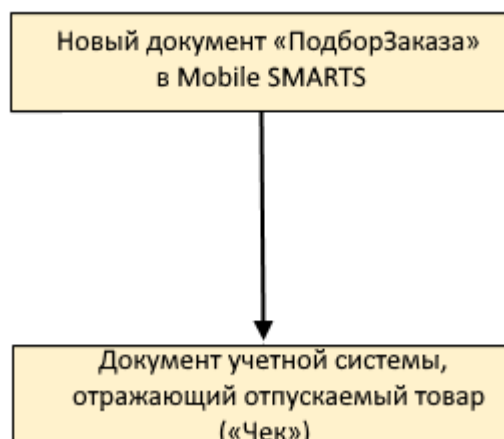 Новый документ «ПодборЗаказа»
в Mobile SMARTS
Документ учетной системы,
отражающий отпускаемый товар
(«Чек»)